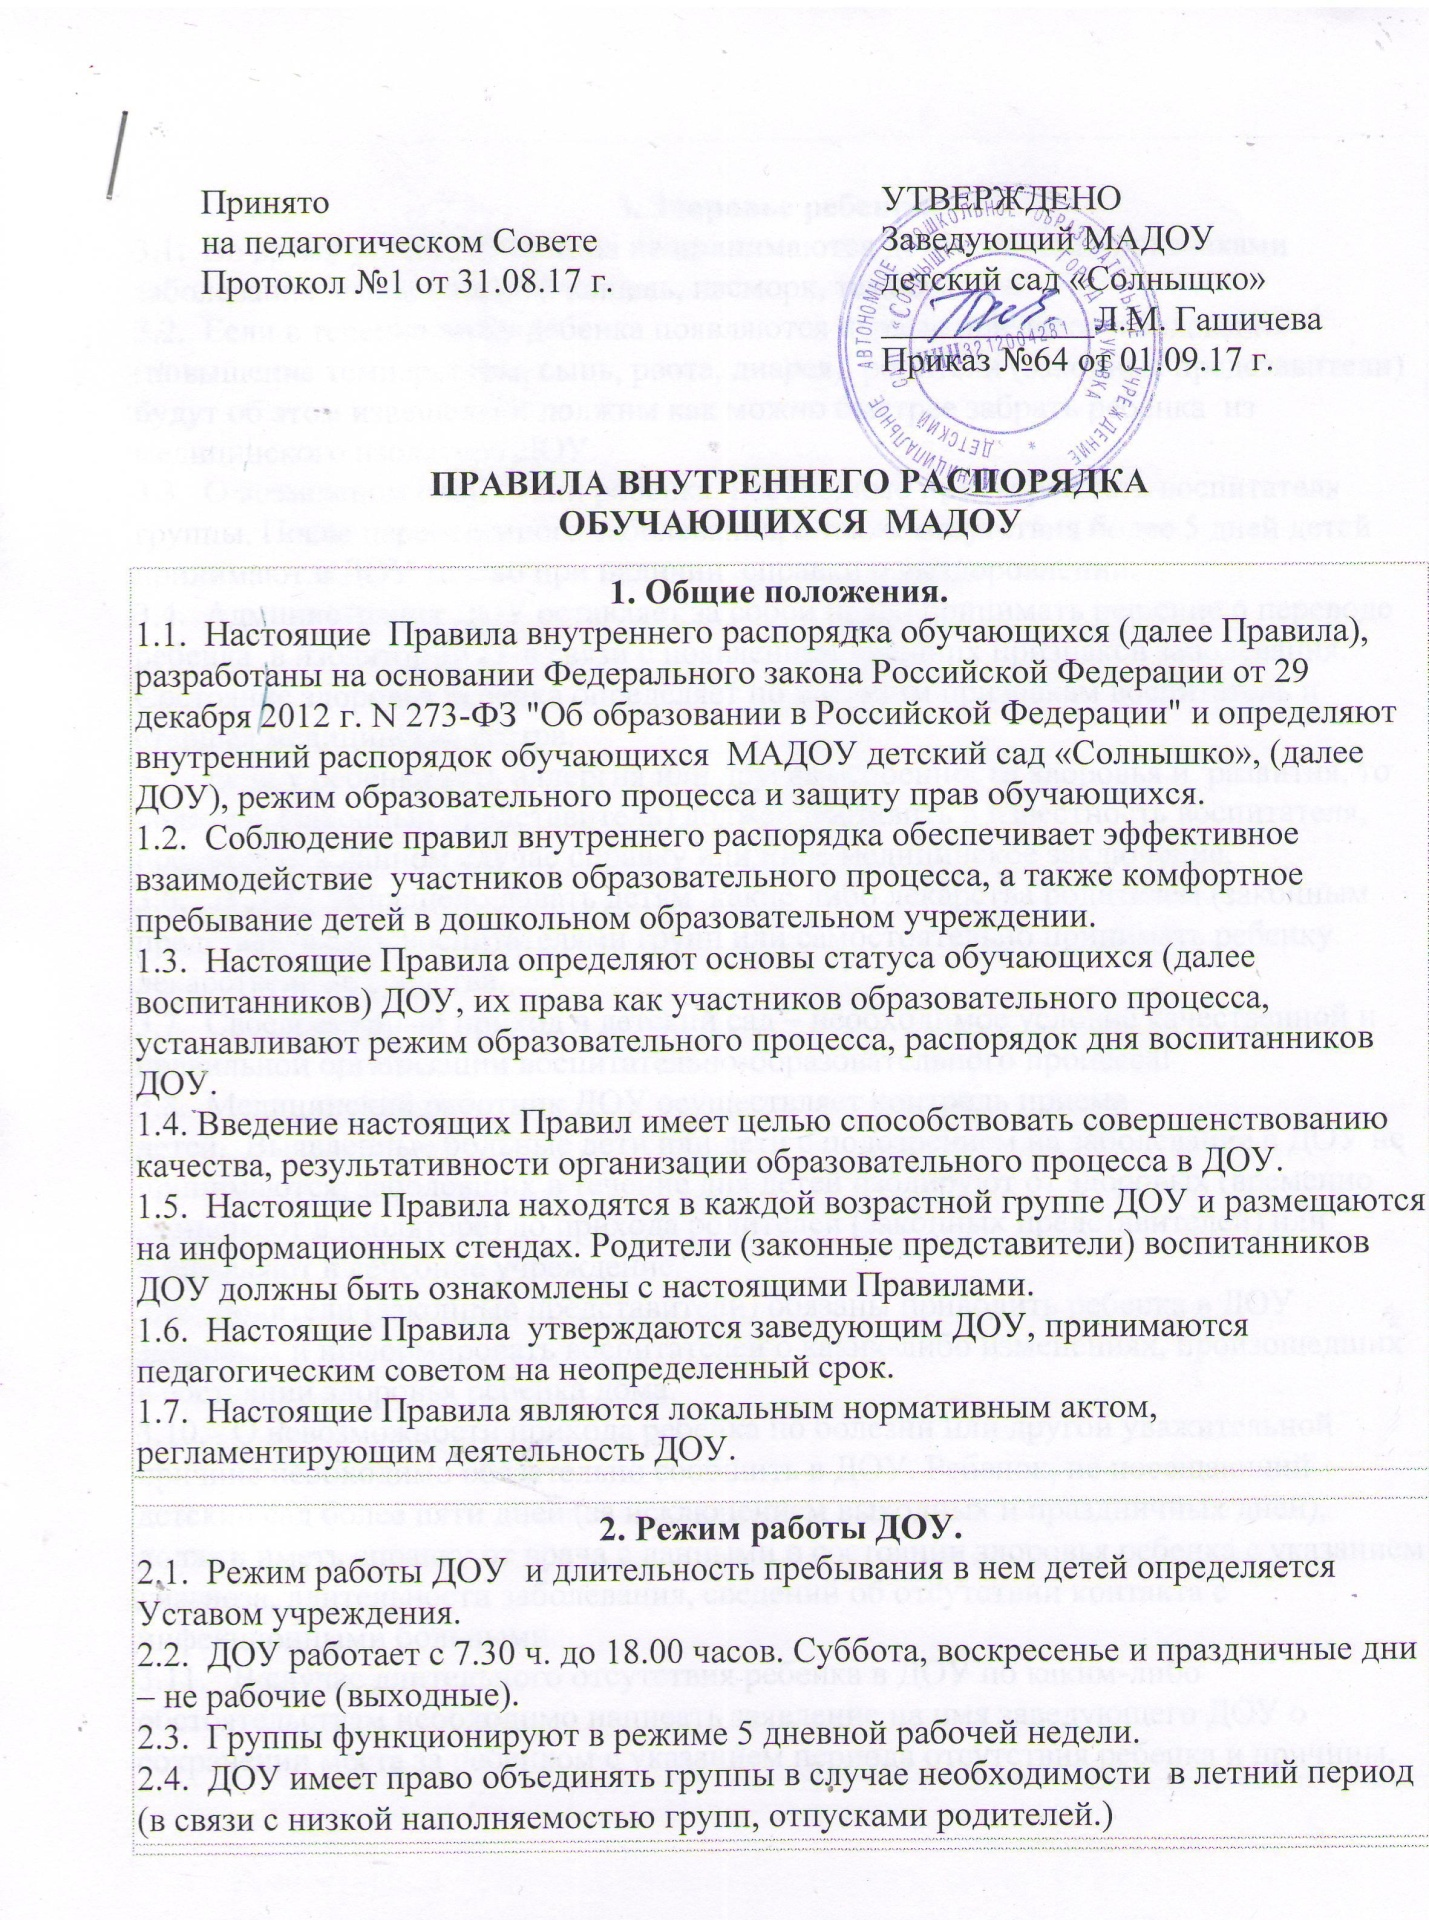 Принято
на педагогическом Совете
Протокол №1 от 31.08.17 г.
УТВЕРЖДЕНО
Заведующий МАДОУ
детский сад «Солныщко»
Л.М. Гашичева
Приказ №64 от 01.09.17 г.
МУНИЦИПАЛЬНОЕ АВТОНОМНОЕ ДОШКОЛЬНОЕ ОБРАЗОВАТЕЛЬНОЕ УЧРЕЖДЕНИЕ
ДЕТСКИЙ САД «СОЛНЫШКО» ГОРОДА ЖУКОВКА
ИНН3212004281
ПРАВИЛА ВНУТРЕННЕГО РАСПОРЯДКА
ОБУЧАЮЩИХСЯ МАДОУ
1. Общие положения.
1.1. Настоящие Правила внутреннего распорядка обучающихся (далее Правила),
разработаны на основании Федерального закона Российской Федерации от 29
декабря 2012 г. N 273-ФЗ "Об образовании в Российской Федерации" и определяют
внутренний распорядок обучающихся МАДОУ детский сад «Солнышко», (далее
ДОУ), режим образовательного процесса и защиту прав обучающихся.
1.2. Соблюдение правил внутреннего распорядка обеспечивает эффективное
взаимодействие участников образовательного процесса, а также комфортное
пребывание детей в дошкольном образовательном учреждении.
1.3. Настоящие Правила определяют основы статуса обучающихся (далее
воспитанников) ДОУ, их права как участников образовательного процесса,
устанавливают режим образовательного процесса, распорядок дня воспитанников
ДОУ.
1.4. Введение настоящих Правил имеет целью способствовать совершенствованию
качества, результативности организации образовательного процесса в ДОУ.
1.5. Настоящие Правила находятся в каждой возрастной группе ДОУ и размещаются
на информационных стендах. Родители (законные представители) воспитанников
ДОУ должны быть ознакомлены с настоящими Правилами.
1.6. Настоящие Правила утверждаются заведующим ДОУ, принимаются
педагогическим советом на неопределенный срок.
1.7. Настоящие Правила являются локальным нормативным актом,
регламентирующим деятельность ДОУ.
2. Режим работы ДОУ.
2.1. Режим работы ДОУ и длительность пребывания в нем детей определяется
Уставом учреждения.
2.2. ДОУ работает с 7.30 ч. до 18.00 часов. Суббота, воскресенье и праздничные дни
– не рабочие (выходные).
2.3. Группы функционируют в режиме 5 дневной рабочей недели.
2.4. ДОУ имеет право объединять группы в случае необходимости в летний период
(в связи с низкой наполняемостью групп, отпусками родителей.)